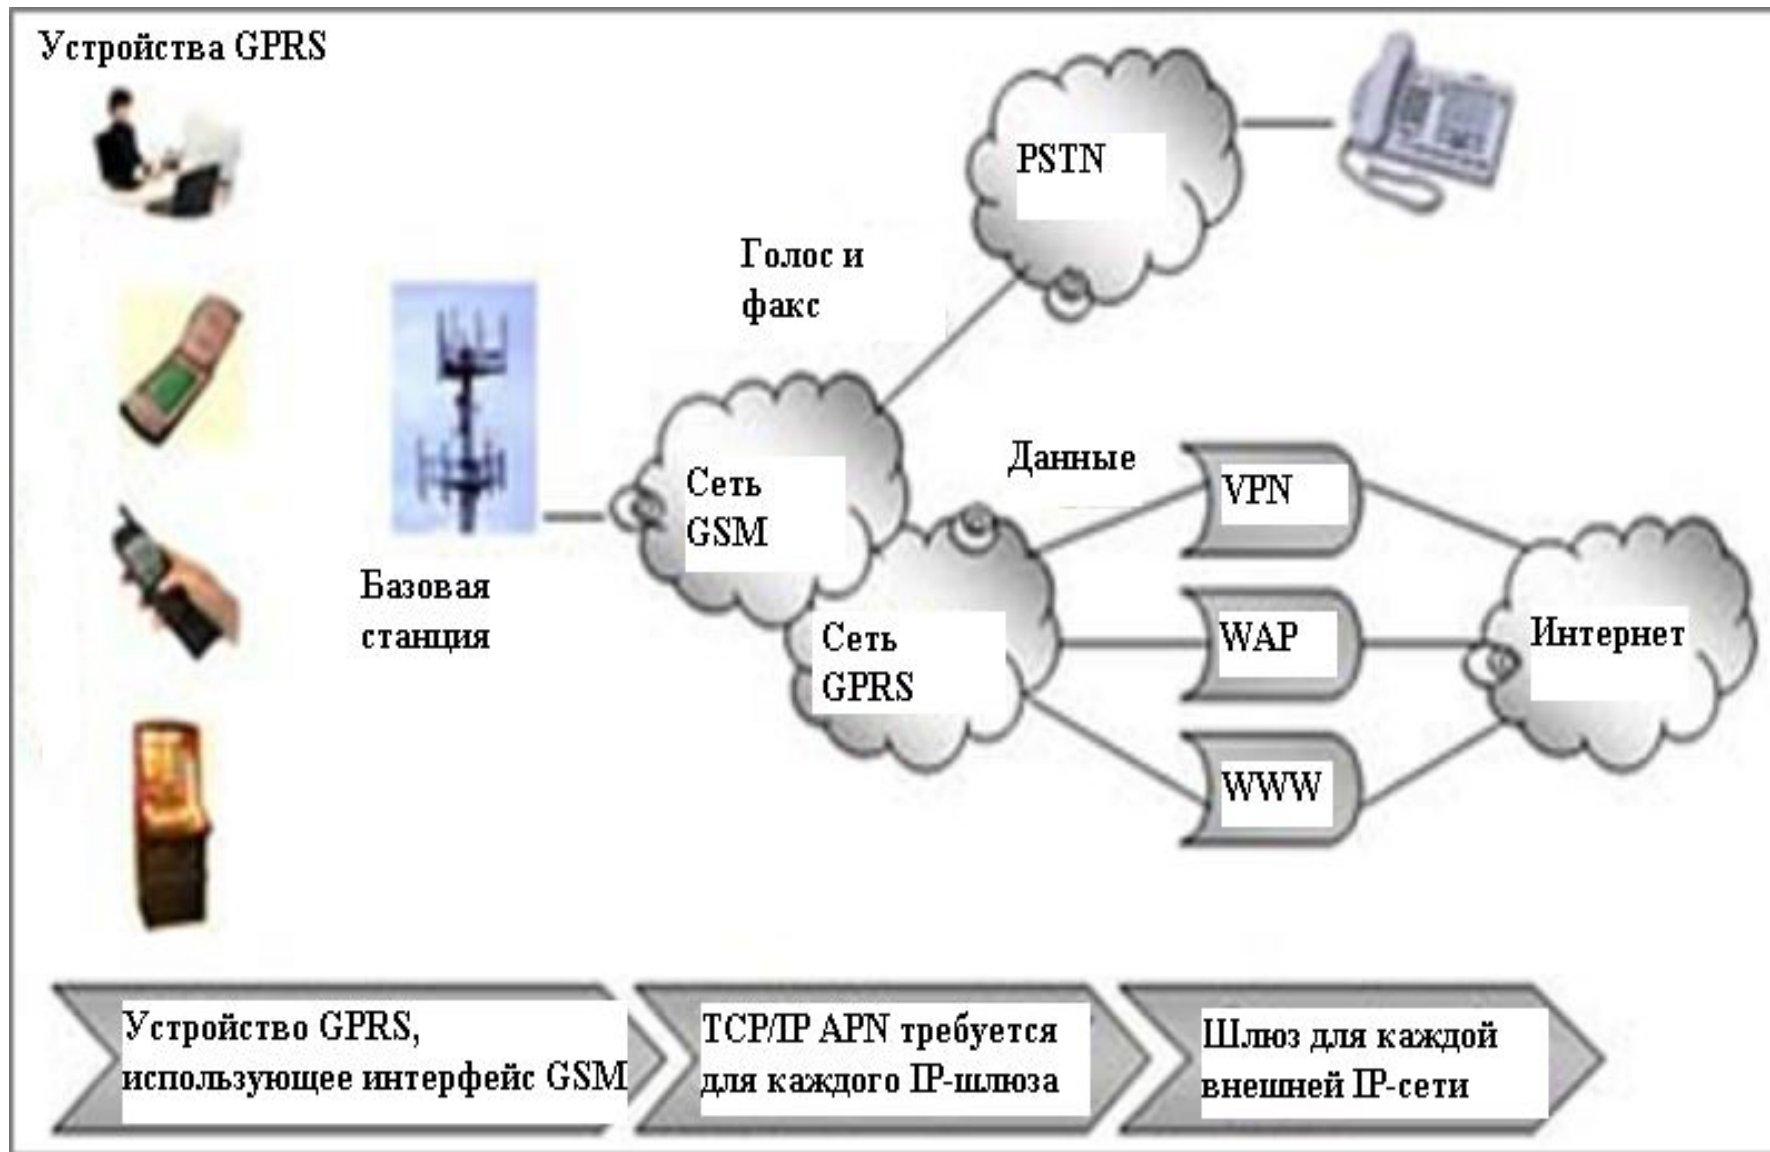 Устройства GPRS
PSTN
Голос и
факс
Данные
Сеть
GSM
VPN
Базовая
станция
Сеть
GPRS
WAP
Интернет
WWW
Устройство GPRS,
использующее интерфейс GSM
TCP/IP APN требуется
для каждого IP-шлюза
Шлюз для каждой
внешней IP-сети